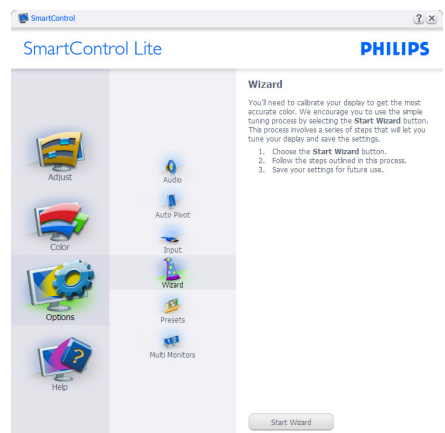 SmartControl
SmartControl Lite
PHILIPS
Adjust
Color
Options
Help
Audio
Auto Pivot
Input
Wizard
Presets
Multi Monitors
Wizard
You'll need to calibrate your display to get the most
accurate color. We encourage you to use the simple
tuning process by selecting the Start Wizard button.
This process involves a series of steps that will let you
tune your display and save the settings.
1. Choose the Start Wizard button.
2. Follow the steps outlined in this process.
3. Save your settings for future use.
Start Wizard